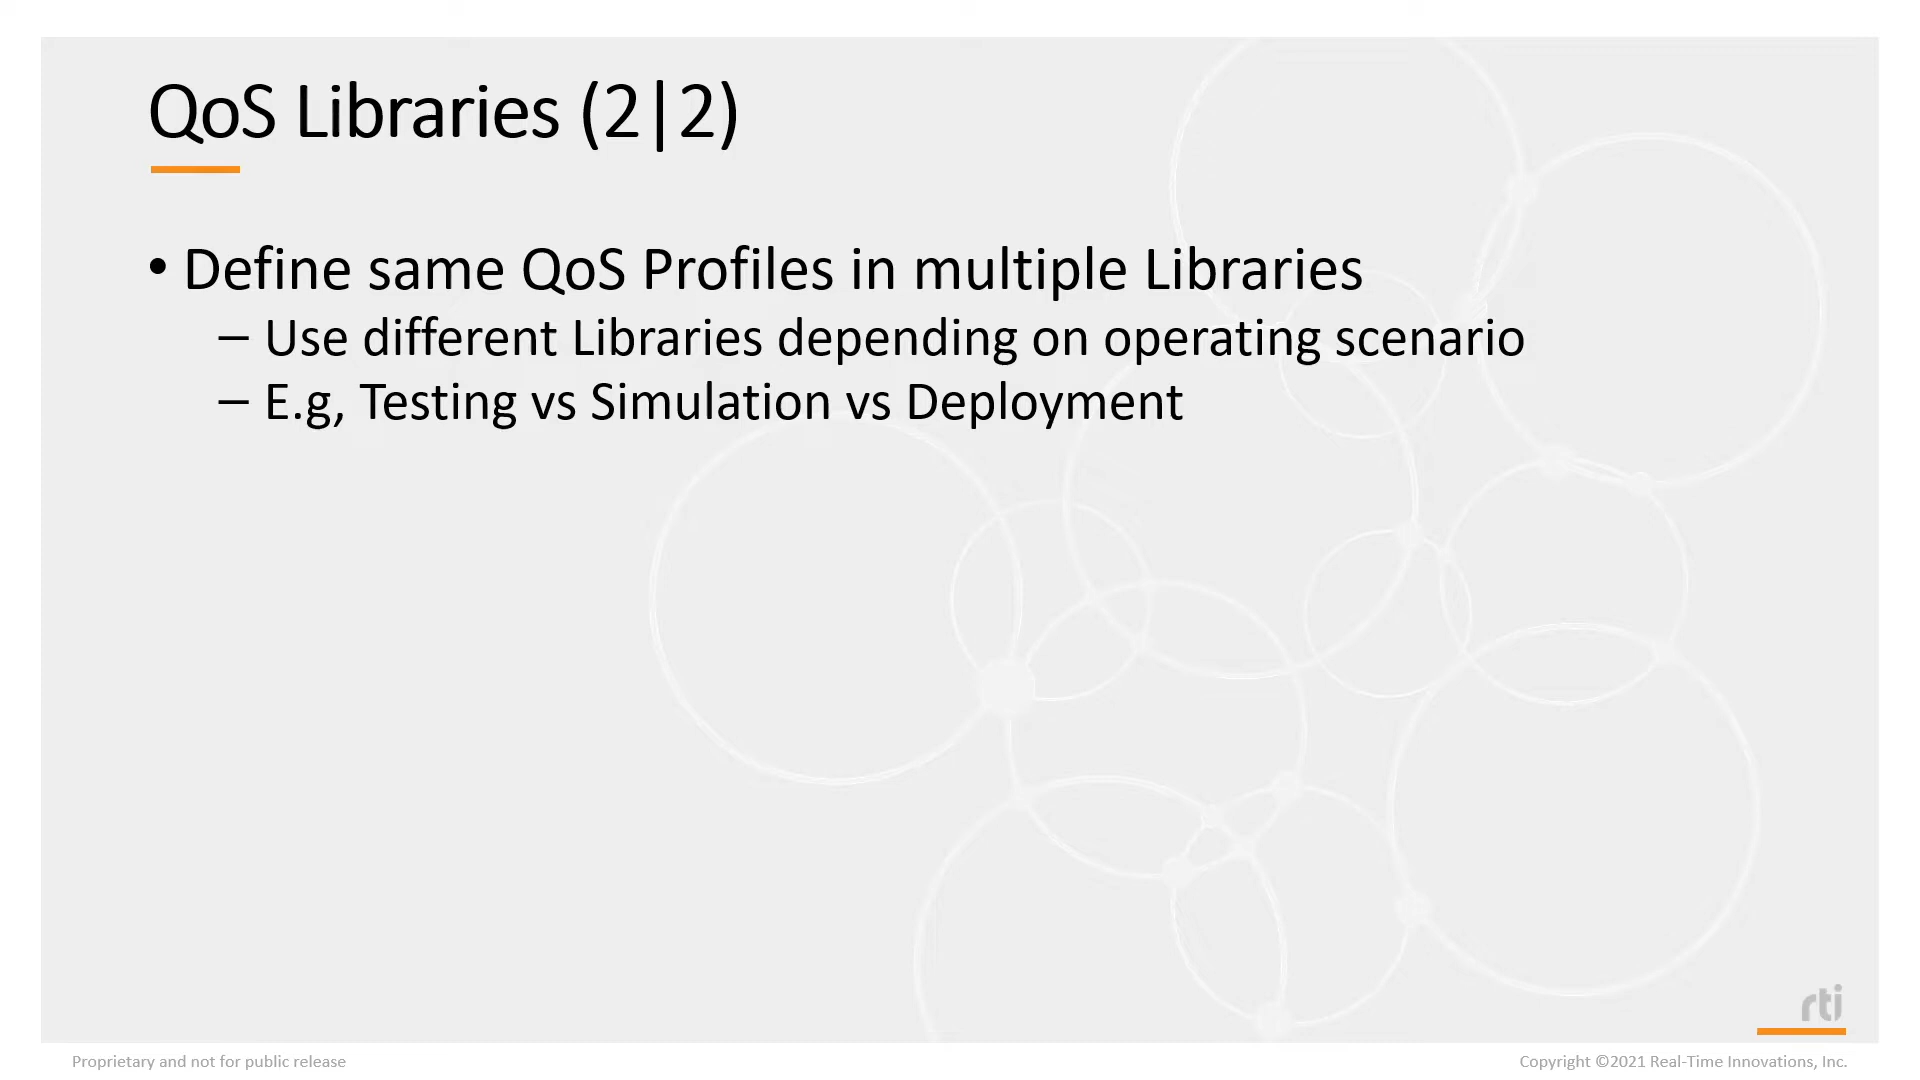 QoS Libraries (2|2)
• Define same QoS Profiles in multiple Libraries
– Use different Libraries depending on operating scenario
– E.g, Testing vs Simulation vs Deployment
rti
Proprietary and not for public release
Copyright ©2021 Real-Time Innovations, Inc.